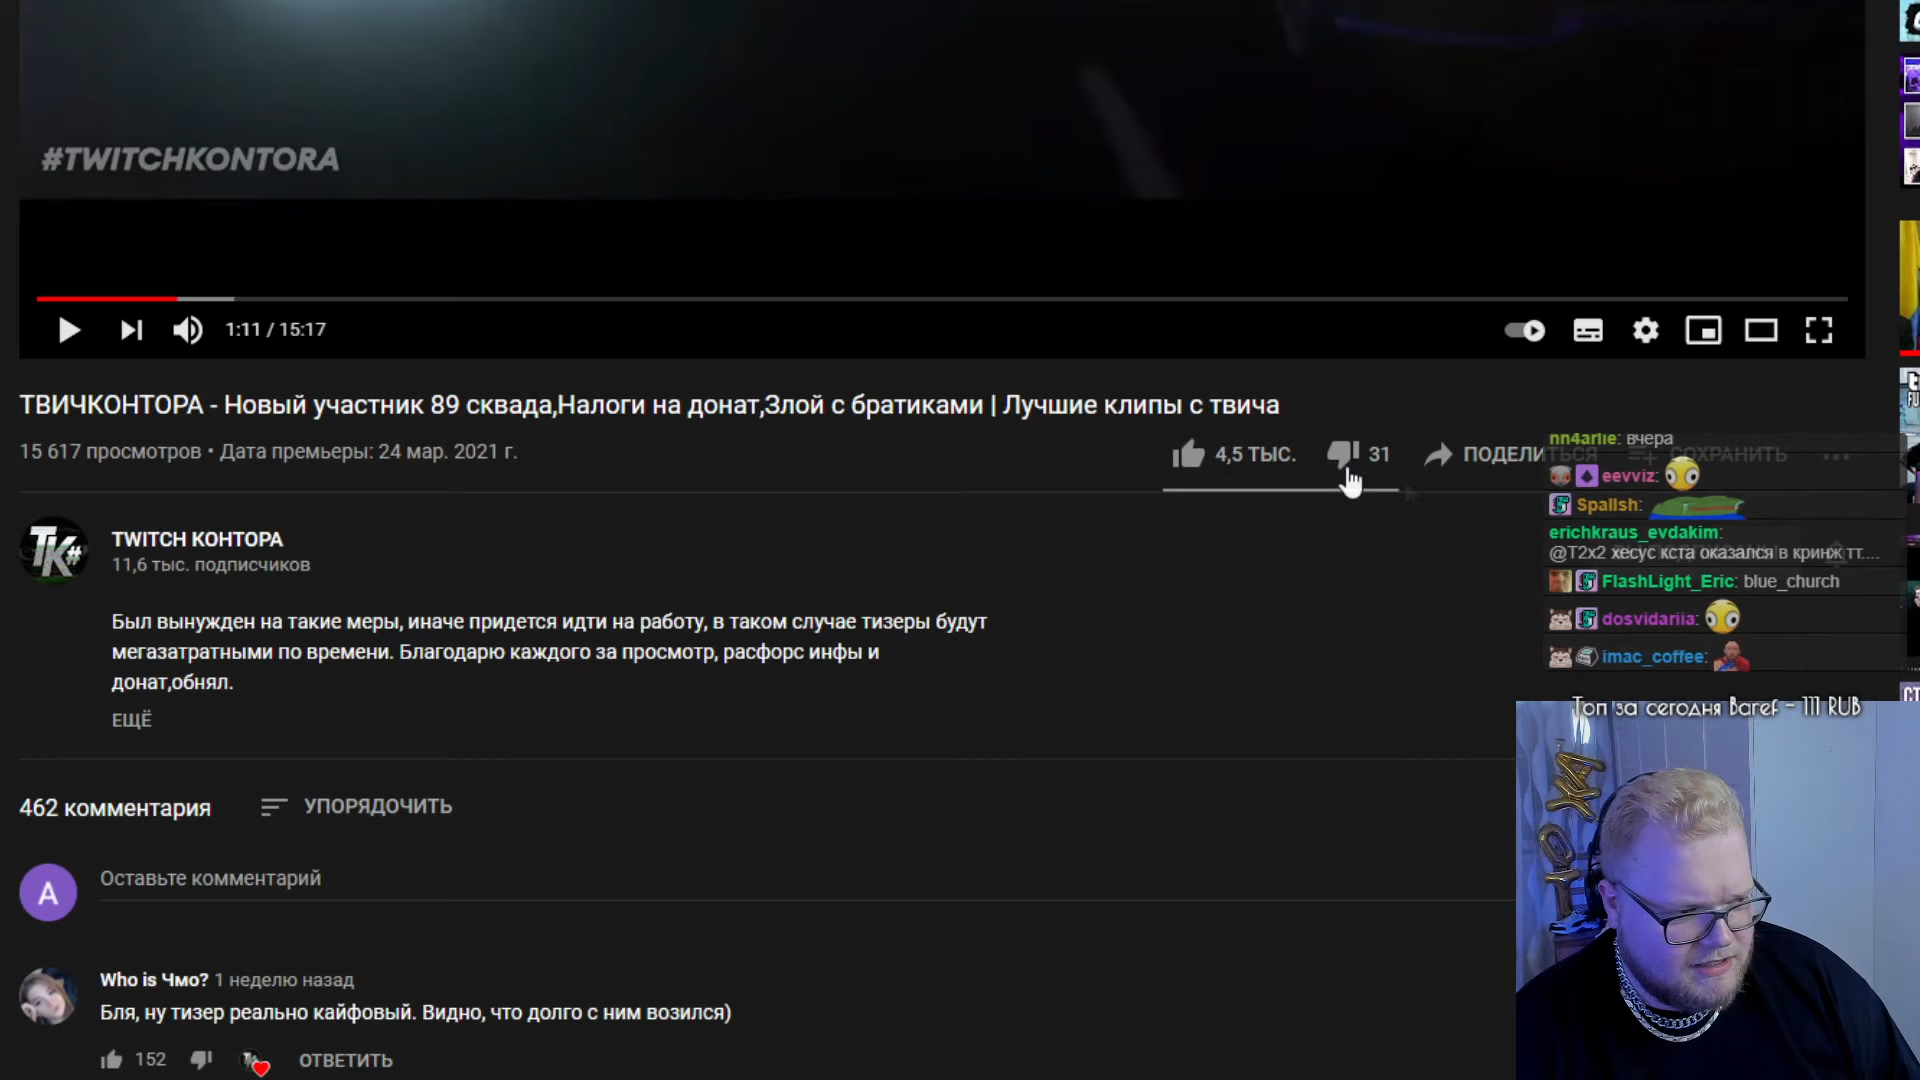 #TWITCHKONTORA
1:11 / 15:17
ТВИЧКОНТОРА - Новый участник 89 сквада,Налоги на донат,Злой с братиками | Лучшие клипы с твича
15 617 просмотров • Дата премьеры: 24 мар. 2021 г.
4,5 ТЫС.
31
ПОДЕЛИТЬСЯ
СОХРАНИТЬ
TWITCH КОНТОРА
11,6 тыс. подписчиков
Был вынужден на такие меры, иначе придется идти на работу, в таком случае тизеры будут
мегазатратными по времени. Благодарю каждого за просмотр, расфорс инфы и
донат,обнял.
ЕЩЁ
462 комментария
УПОРЯДОЧИТЬ
A
Оставьте комментарий
Who is Чмо? 1 неделю назад
Бля, ну тизер реально кайфовый. Видно, что долго с ним возился)
152
ОТВЕТИТЬ
nn4arlie: вчера
eevviz:
Spallsh:
erichkraus_evdakim:
@T2x2 хесус кста оказался в кринж тт....
FlashLight_Eric: blue_church
dosvidariia:
imac_coffee:
Топ за сегодня Baref - 111 RUB
TK#